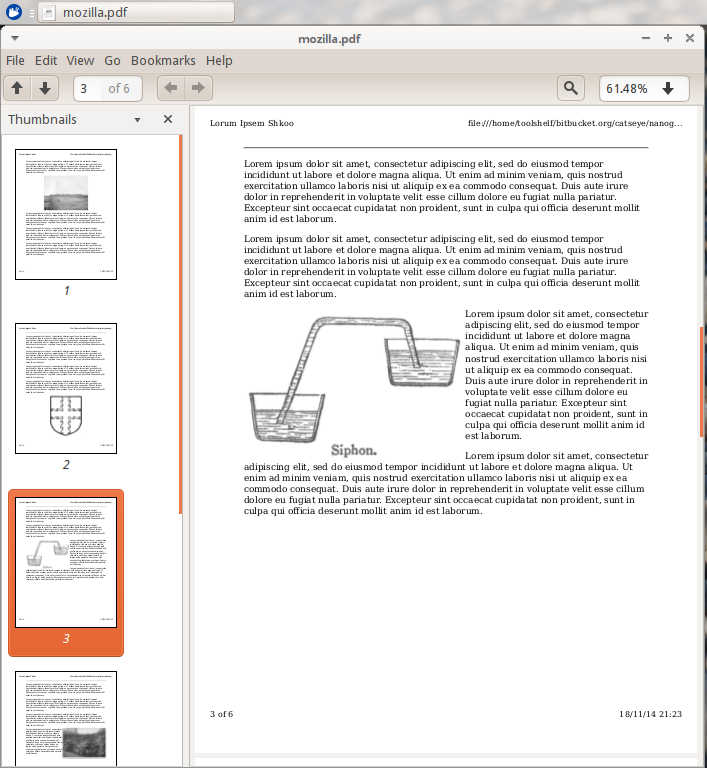 mozilla.pdf
mozilla.pdf
File Edit View Go Bookmarks Help
3 of 6
61.48%
Thumbnails
1
2
3
Lorum Ipsem Shkoo file:///home/toolshelf/bitbucket.org/catseye/nanog...
Lorem ipsum dolor sit amet, consectetur adipiscing elit, sed do eiusmod tempor
incididunt ut labore et dolore magna aliqua. Ut enim ad minim veniam, quis nostrud
exercitation ullamco laboris nisi ut aliquip ex ea commodo consequat. Duis aute irure
dolor in reprehenderit in voluptate velit esse cillum dolore eu fugiat nulla pariatur.
Excepteur sint occaecat cupidatat non proident, sunt in culpa qui officia deserunt mollit
anim id est laborum.
Lorem ipsum dolor sit amet, consectetur adipiscing elit, sed do eiusmod tempor
incididunt ut labore et dolore magna aliqua. Ut enim ad minim veniam, quis nostrud
exercitation ullamco laboris nisi ut aliquip ex ea commodo consequat. Duis aute irure
dolor in reprehenderit in voluptate velit esse cillum dolore eu fugiat nulla pariatur.
Excepteur sint occaecat cupidatat non proident, sunt in culpa qui officia deserunt mollit
anim id est laborum.
Siphon.
Lorem ipsum dolor sit amet, consectetur
adipiscing elit, sed do eiusmod tempor
incididunt ut labore et dolore magna
aliqua. Ut enim ad minim veniam, quis
nostrud exercitation ullamco laboris nisi
ut aliquip ex ea commodo consequat.
Duis aute irure dolor in reprehenderit in
voluptate velit esse cillum dolore eu
fugiat nulla pariatur. Excepteur sint
occaecat cupidatat non proident, sunt in
culpa qui officia deserunt mollit anim id
est laborum.
Lorem ipsum dolor sit amet, consectetur
adipiscing elit, sed do eiusmod tempor incididunt ut labore et dolore magna aliqua. Ut
enim ad minim veniam, quis nostrud exercitation ullamco laboris nisi ut aliquip ex ea
commodo consequat. Duis aute irure dolor in reprehenderit in voluptate velit esse cillum
dolore eu fugiat nulla pariatur. Excepteur sint occaecat cupidatat non proident, sunt in
culpa qui officia deserunt mollit anim id est laborum.
3 of 6 18/11/14 21:23